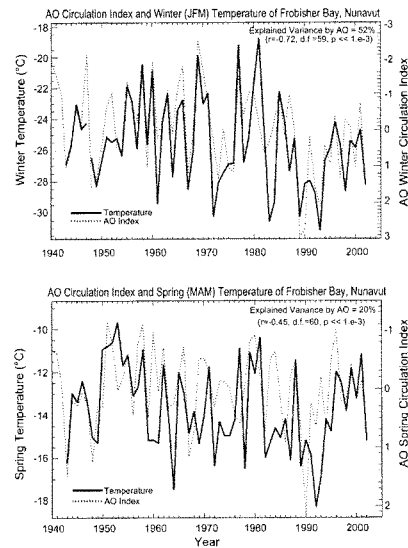 AO Circulation Index and Winter (JFM) Temperature of Frobisher Bay, Nunavut
Explained Variance by AO = 52%
(r=-0.72, d.f.=59, p << 1.e-3)
Winter Temperature (°C)
-18
-20
-22
-24
-26
-28
-30
-3
-2
-1
0
1
2
3
AO Winter Circulation Index
Temperature
AO Index
1940 1950 1960 1970 1980 1990 2000
AO Circulation Index and Spring (MAM) Temperature of Frobisher Bay, Nunavut
Explained Variance by AO = 20%
(r=-0.45, d.f.=60, p << 1.e-3)
Spring Temperature (°C)
-10
-12
-14
-16
-18
-1
0
1
2
AO Spring Circulation Index
Temperature
AO Index
1940 1950 1960 1970 1980 1990 2000
Year